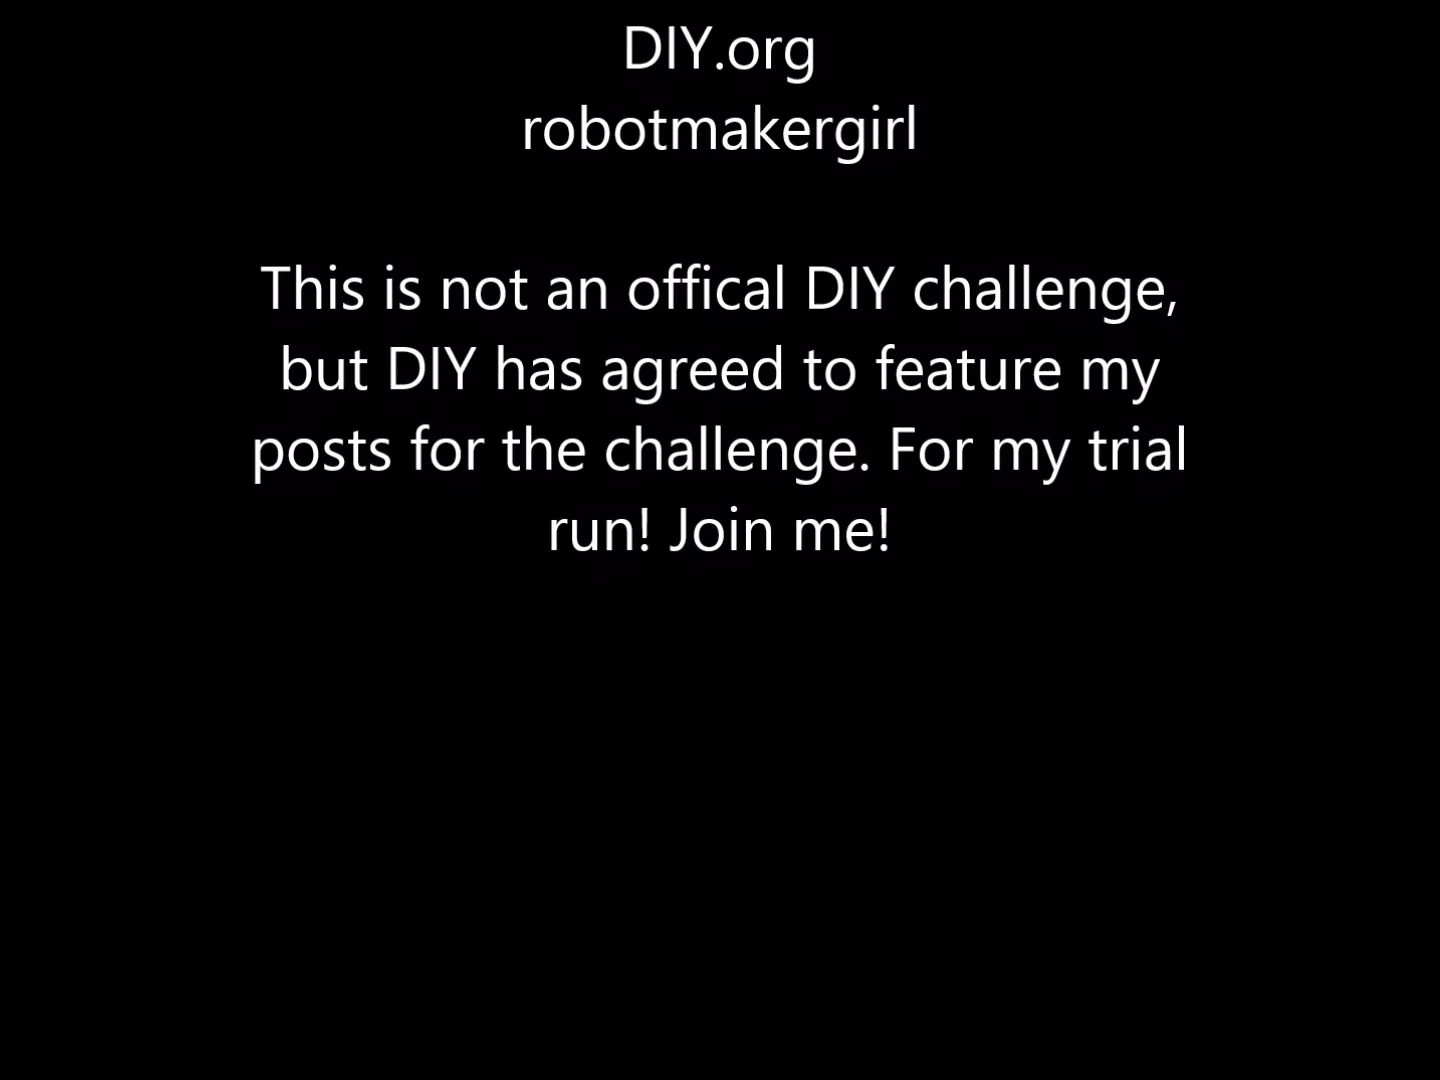 DIY.org
robotmakergirl
This is not an offical DIY challenge,
but DIY has agreed to feature my
posts for the challenge. For my trial
run! Join me!